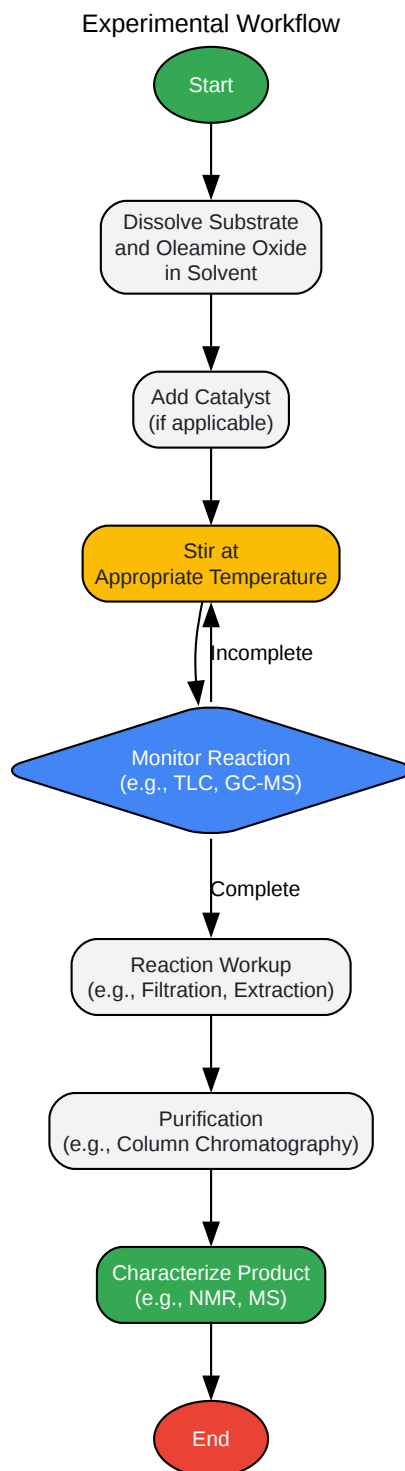 Experimental Workflow
Start
Dissolve Substrate
and Oleamine Oxide
in Solvent
Add Catalyst
(if applicable)
Stir at
Appropriate Temperature
Incomplete
Monitor Reaction
(e.g., TLC, GC-MS)
Complete
Reaction Workup
(e.g., Filtration, Extraction)
Purification
(e.g., Column Chromatography)
Characterize Product
(e.g., NMR, MS)
End